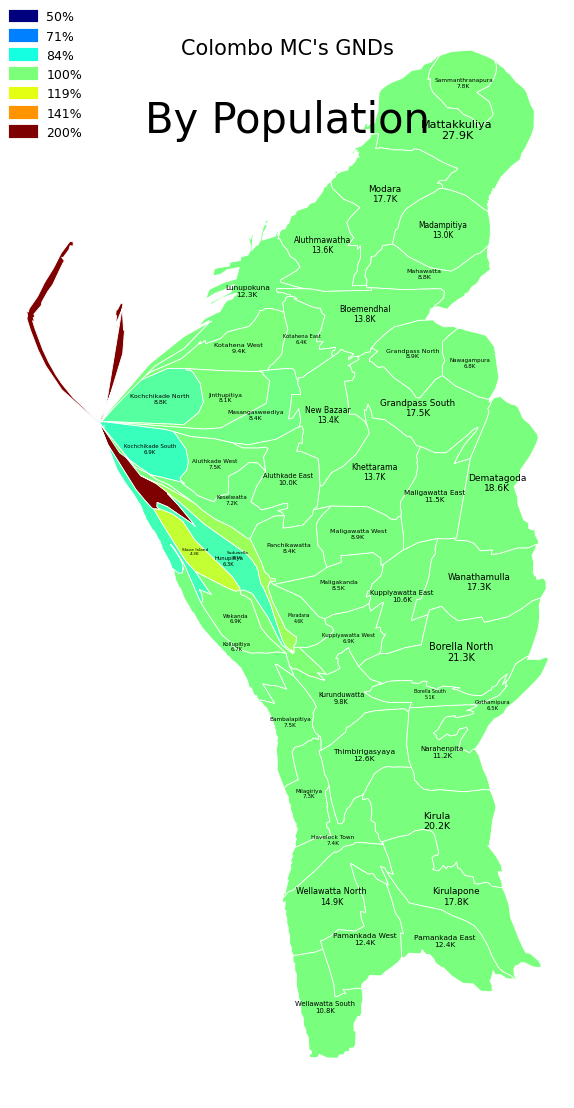 50%
71%
84%
100%
119%
141%
200%
Colombo MC's GNDs
By Population
Sammanthranapura
7.8K
Mattakkuliya
27.9K
Modara
17.7K
Madampitiya
13.0K
Aluthmawatha
13.6K
Mahawatta
8.8K
Lunupokuna
12.3K
Bloemendhal
13.8K
Kotahena East
6.4K
Kotahena West
9.4K
Grandpass North
8.9K
Nawagampura
6.8K
Kochchikade North
8.8K
Jinthupitiya
8.1K
Masangasweediya
8.4K
New Bazaar
13.4K
Grandpass South
17.5K
Kochchikade South
6.9K
Aluthkade West
7.5K
Aluthkade East
10.0K
Khettarama
13.7K
Dematagoda
18.6K
Keselwatta
7.2K
Maligawatta East
11.5K
Maligawatta West
8.9K
Panchikawatta
8.4K
Slave Island
4.8K
Suduwella
Hunupitiya
6.3K
Maligakanda
8.5K
Kuppiyawatta East
10.6K
Wanathamulla
17.3K
Wekanda
6.9K
Maradana
4.6K
Kuppiyawatta West
6.9K
Kollupitiya
6.7K
Borella North
21.3K
Kurunduwatta
9.8K
Borella South
5.1K
Gothamipura
6.5K
Bambalapitiya
7.5K
Thimbirigasyaya
12.6K
Narahenpita
11.2K
Milagiriya
7.3K
Kirula
20.2K
Havelock Town
7.4K
Wellawatta North
14.9K
Kirulapone
17.8K
Pamankada West
12.4K
Pamankada East
12.4K
Wellawatta South
10.8K